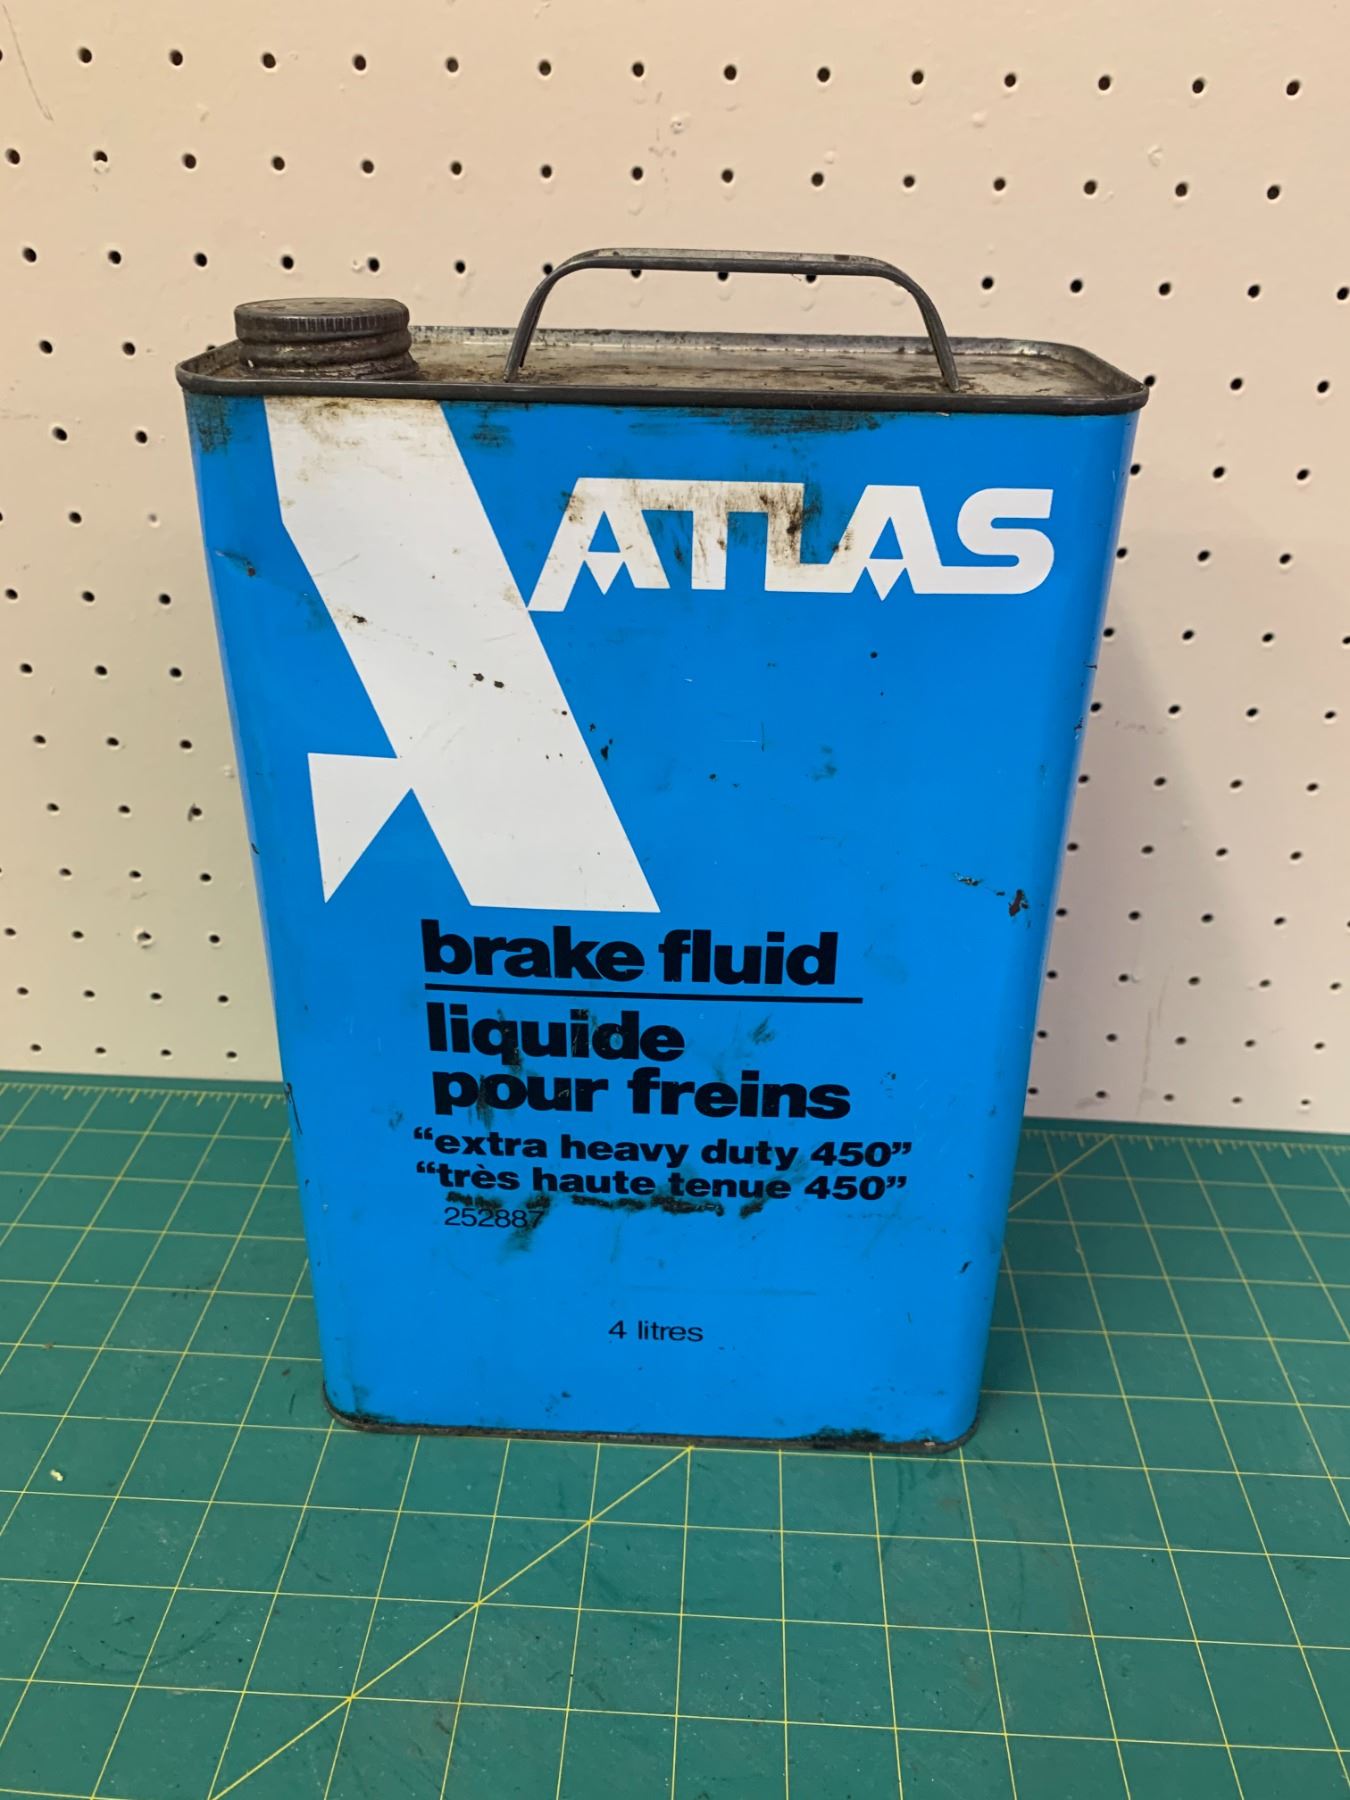 ATLAS
brake fluid
liquide
pour freins
“extra heavy duty 450”
“très haute tenue 450”
252887
4 litres